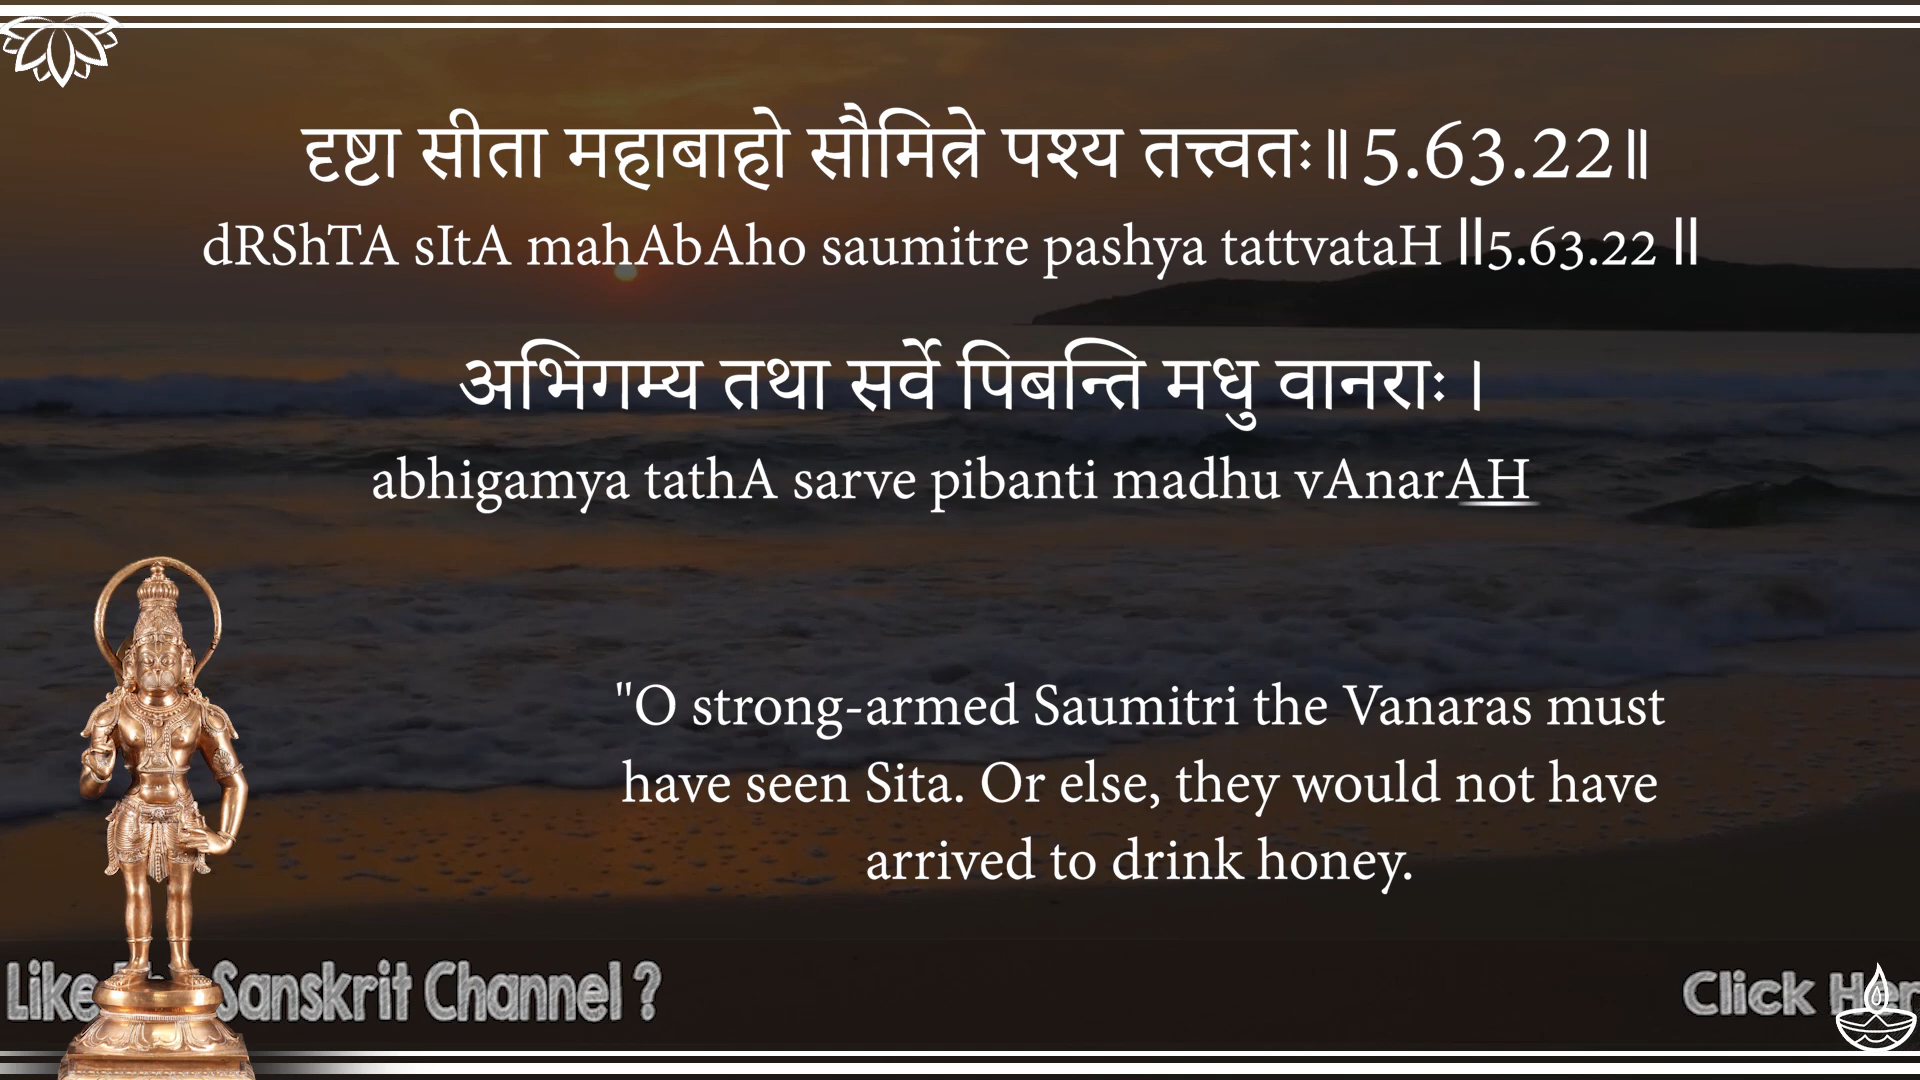 दृष्टा सीता महाबाहो सौमित्रे पश्य तत्त्वतः॥5.63.22॥
dRShTA sItA mahAbAho saumitre pashya tattvataH ||5.63.22 ||
अभिगम्य तथा सर्वे पिबन्ति मधु वानराः ।
abhigamya tathA sarve pibanti madhu vAnarAH
"O strong-armed Saumitri the Vanaras must
have seen Sita. Or else, they would not have
arrived to drink honey.
Like Sanskrit Channel ?
Click